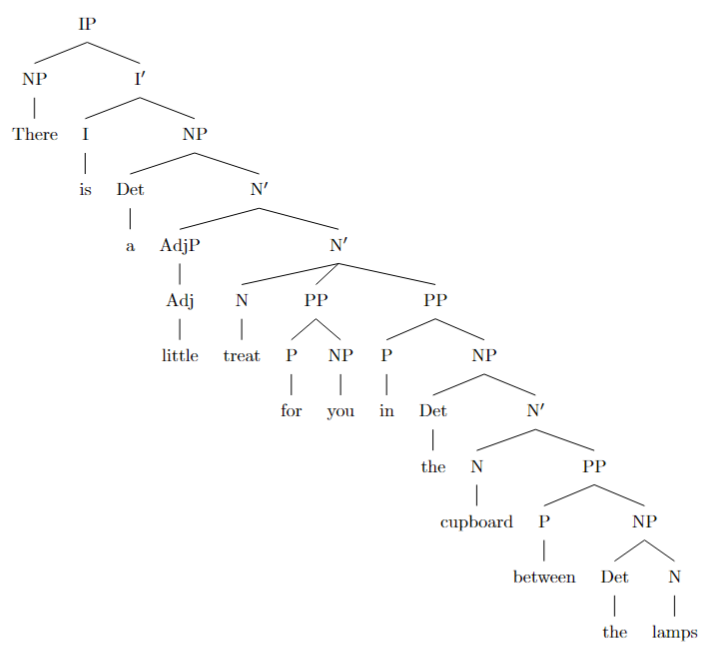 IP
NP I′
There I NP
is Det N′
a AdjP N′
Adj N PP PP
little treat P NP P NP
for you in Det N′
the N PP
cupboard P NP
between Det N
the lamps